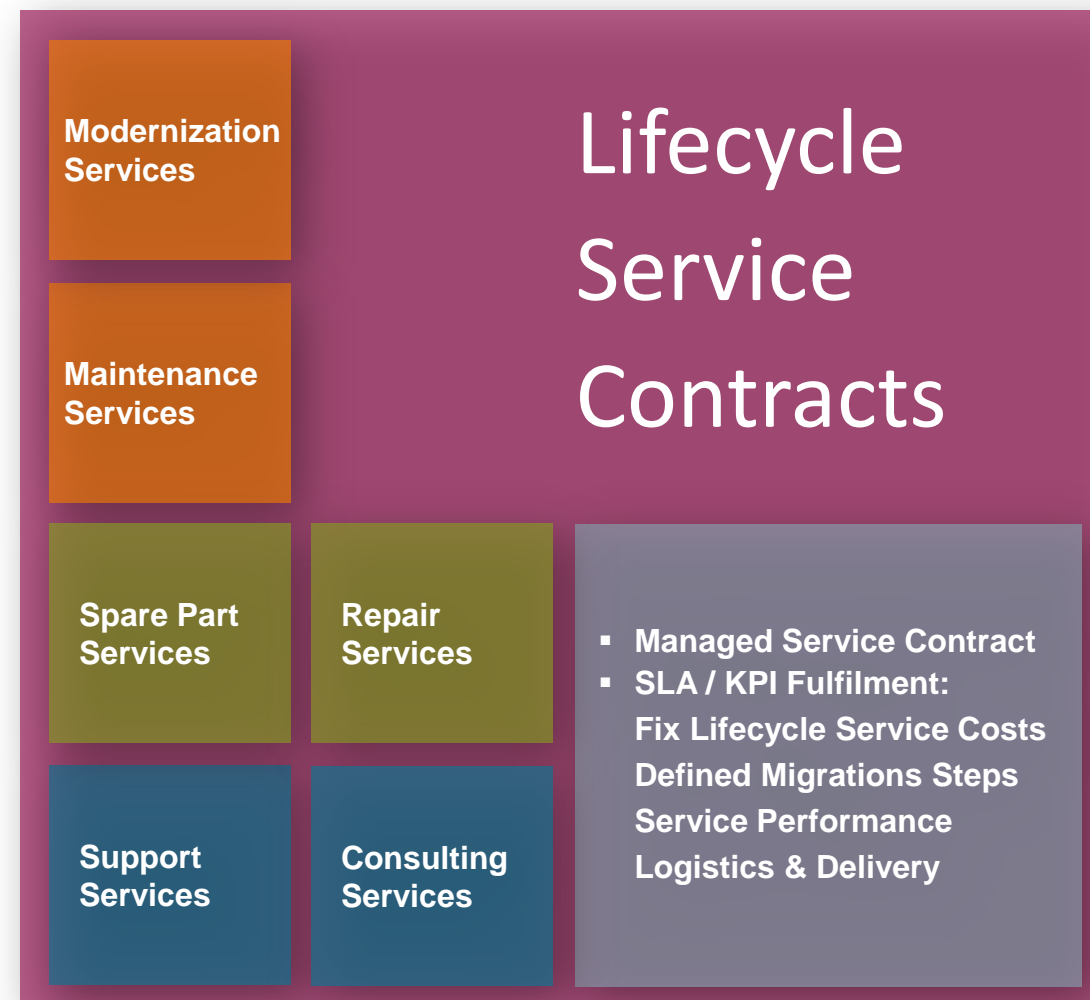 Modernization
Services
Lifecycle
Service
Contracts
Maintenance
Services
Spare Part
Services
Repair
Services
▪ Managed Service Contract
▪ SLA / KPI Fulfilment:
Fix Lifecycle Service Costs
Defined Migrations Steps
Service Performance
Logistics & Delivery
Support
Services
Consulting
Services